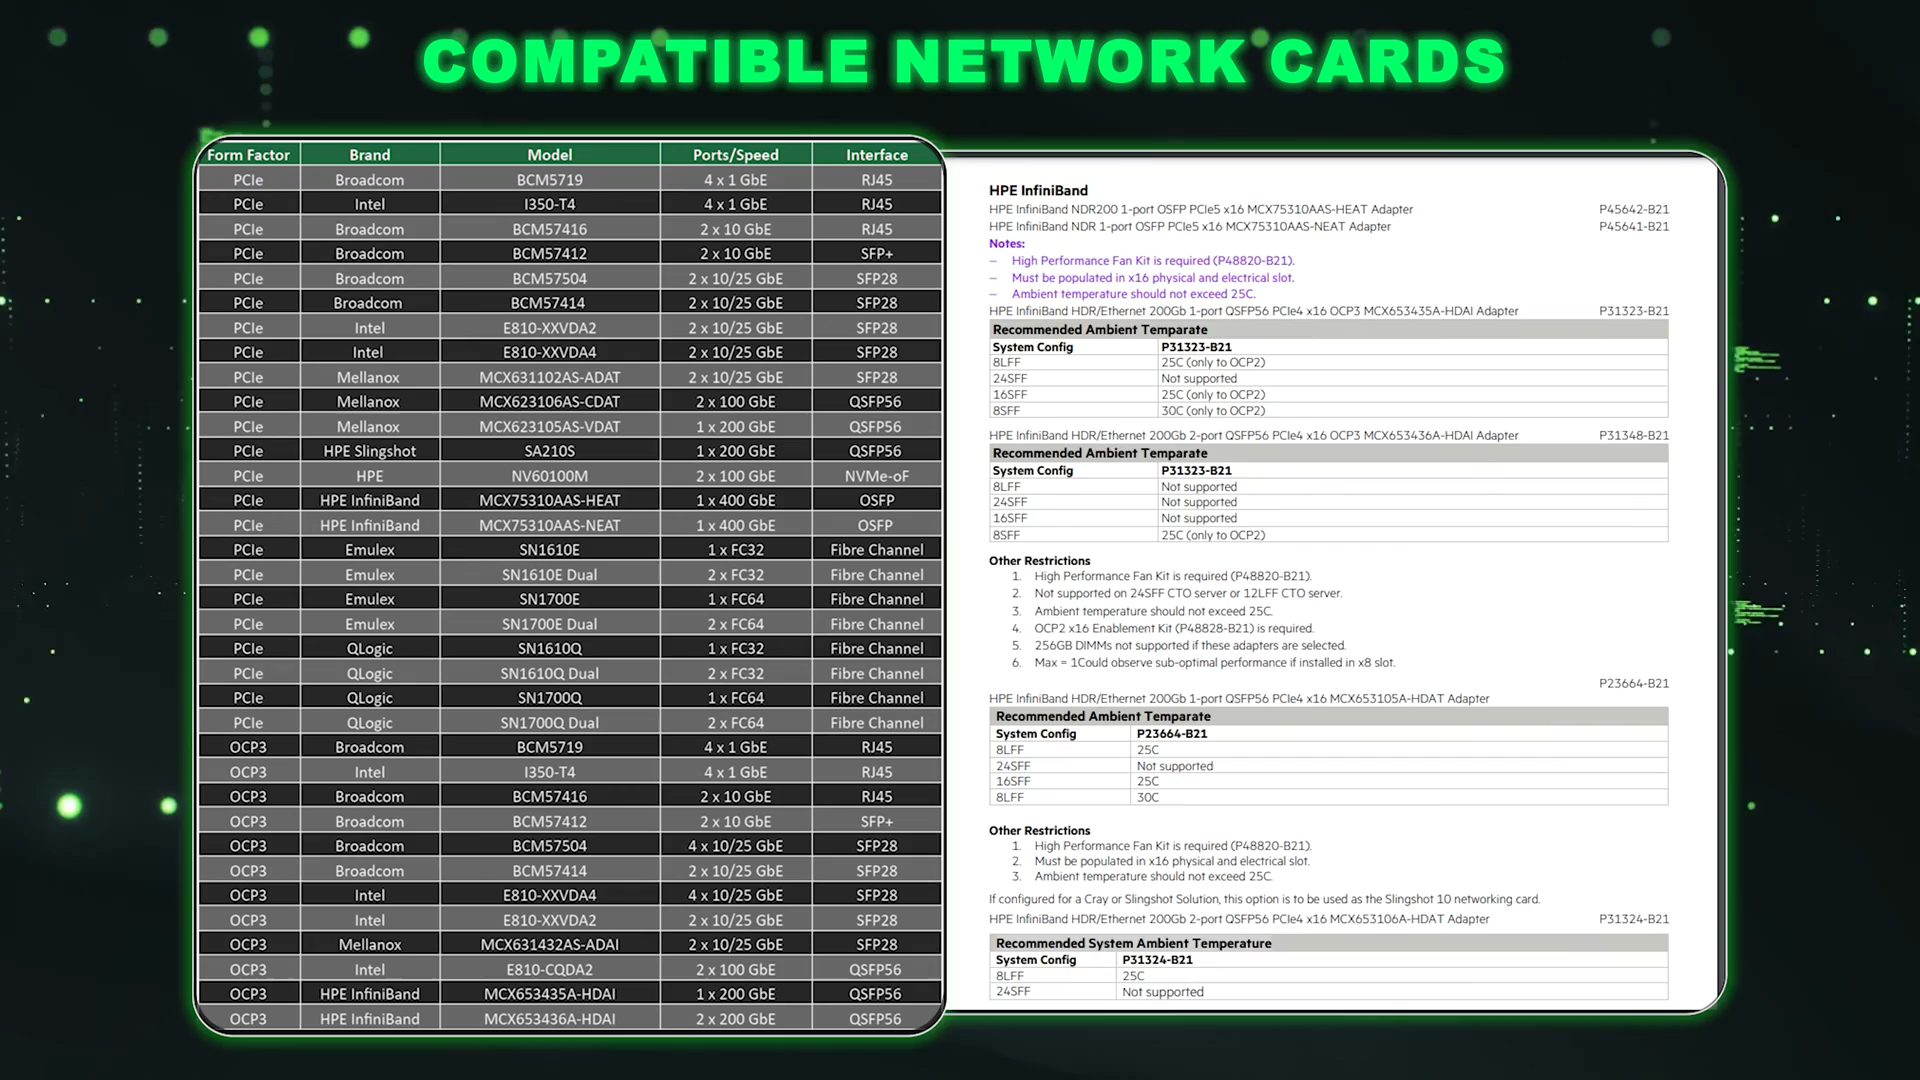 COMPATIBLE NETWORK CARDS
Form Factor Brand Model Ports/Speed Interface
PCIe Broadcom BCM5719 4 x 1 GbE RJ45
PCIe Intel I350-T4 4 x 1 GbE RJ45
PCIe Broadcom BCM57416 2 x 10 GbE RJ45
PCIe Broadcom BCM57412 2 x 10 GbE SFP+
PCIe Broadcom BCM57504 2 x 10/25 GbE SFP28
PCIe Broadcom BCM57414 2 x 10/25 GbE SFP28
PCIe Intel E810-XXVDA2 2 x 10/25 GbE SFP28
PCIe Intel E810-XXVDA4 2 x 10/25 GbE SFP28
PCIe Mellanox MCX631102AS-ADAT 2 x 10/25 GbE SFP28
PCIe Mellanox MCX623106AS-CDAT 2 x 100 GbE QSFP56
PCIe Mellanox MCX623105AS-VDAT 1 x 200 GbE QSFP56
PCIe HPE Slingshot SA210S 1 x 200 GbE QSFP56
PCIe HPE NV60100M 2 x 100 GbE NVMe-oF
PCIe HPE InfiniBand MCX75310AAS-HEAT 1 x 400 GbE OSFP
PCIe HPE InfiniBand MCX75310AAS-NEAT 1 x 400 GbE OSFP
PCIe Emulex SN1610E 1 x FC32 Fibre Channel
PCIe Emulex SN1610E Dual 2 x FC32 Fibre Channel
PCIe Emulex SN1700E 1 x FC64 Fibre Channel
PCIe Emulex SN1700E Dual 2 x FC64 Fibre Channel
PCIe QLogic SN1610Q 1 x FC32 Fibre Channel
PCIe QLogic SN1610Q Dual 2 x FC32 Fibre Channel
PCIe QLogic SN1700Q 1 x FC64 Fibre Channel
PCIe QLogic SN1700Q Dual 2 x FC64 Fibre Channel
OCP3 Broadcom BCM5719 4 x 1 GbE RJ45
OCP3 Intel I350-T4 4 x 1 GbE RJ45
OCP3 Broadcom BCM57416 2 x 10 GbE RJ45
OCP3 Broadcom BCM57412 2 x 10 GbE SFP+
OCP3 Broadcom BCM57504 4 x 10/25 GbE SFP28
OCP3 Broadcom BCM57414 2 x 10/25 GbE SFP28
OCP3 Intel E810-XXVDA4 4 x 10/25 GbE SFP28
OCP3 Intel E810-XXVDA2 2 x 10/25 GbE SFP28
OCP3 Mellanox MCX631432AS-ADAI 2 x 10/25 GbE SFP28
OCP3 Intel E810-CQDA2 2 x 100 GbE QSFP56
OCP3 HPE InfiniBand MCX653435A-HDAI 1 x 200 GbE QSFP56
OCP3 HPE InfiniBand MCX653436A-HDAI 2 x 200 GbE QSFP56
HPE InfiniBand
HPE InfiniBand NDR200 1-port OSFP PCIe5 x16 MCX75310AAS-HEAT Adapter P45642-B21
HPE InfiniBand NDR 1-port OSFP PCIe5 x16 MCX75310AAS-NEAT Adapter P45641-B21
Notes:
– High Performance Fan Kit is required (P48820-B21).
– Must be populated in x16 physical and electrical slot.
– Ambient temperature should not exceed 25C.
HPE InfiniBand HDR/Ethernet 200Gb 1-port QSFP56 PCIe4 x16 OCP3 MCX653435A-HDAI Adapter P31323-B21
Recommended Ambient Temparate
System Config P31323-B21
8LFF 25C (only to OCP2)
24SFF Not supported
16SFF 25C (only to OCP2)
8SFF 30C (only to OCP2)
HPE InfiniBand HDR/Ethernet 200Gb 2-port QSFP56 PCIe4 x16 OCP3 MCX653436A-HDAI Adapter P31348-B21
Recommended Ambient Temparate
System Config P31323-B21
8LFF Not supported
24SFF Not supported
16SFF Not supported
8SFF 25C (only to OCP2)
Other Restrictions
1. High Performance Fan Kit is required (P48820-B21).
2. Not supported on 24SFF CTO server or 12LFF CTO server.
3. Ambient temperature should not exceed 25C.
4. OCP2 x16 Enablement Kit (P48828-B21) is required.
5. 256GB DIMMs not supported if these adapters are selected.
6. Max = 1Could observe sub-optimal performance if installed in x8 slot.
P23664-B21
HPE InfiniBand HDR/Ethernet 200Gb 1-port QSFP56 PCIe4 x16 MCX653105A-HDAT Adapter
Recommended Ambient Temparate
System Config P23664-B21
8LFF 25C
24SFF Not supported
16SFF 25C
8LFF 30C
Other Restrictions
1. High Performance Fan Kit is required (P48820-B21).
2. Must be populated in x16 physical and electrical slot.
3. Ambient temperature should not exceed 25C.
If configured for a Cray or Slingshot Solution, this option is to be used as the Slingshot 10 networking card.
HPE InfiniBand HDR/Ethernet 200Gb 2-port QSFP56 PCIe4 x16 MCX653106A-HDAT Adapter P31324-B21
Recommended System Ambient Temperature
System Config P31324-B21
8LFF 25C
24SFF Not supported